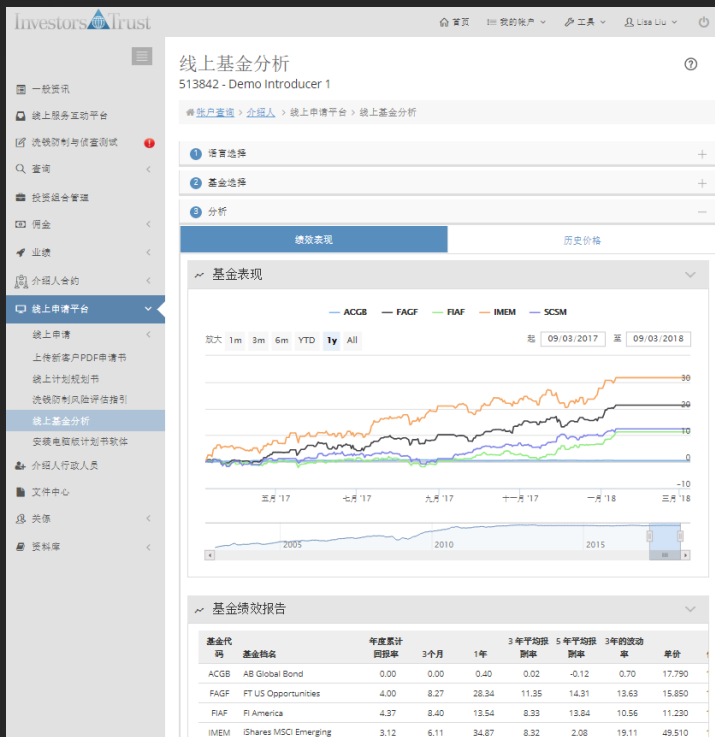 InvestorsTrust
首页 我的账户 工具 Lisa Liu
线上基金分析
513842 - Demo Introducer 1
账户查询 > 介绍人 > 线上申请平台 > 线上基金分析
一般资讯
线上服务互动平台
洗钱防制与侦查测试
查询
投资组合管理
佣金
业绩
介绍人合约
线上申请平台
线上申请
上传新客户PDF申请书
线上计划规划书
洗钱防制风险评估指引
线上基金分析
安装电脑板计划书软体
介绍人行政人员
文件中心
关系
资料库
1 语言选择
2 基金选择
3 分析
绩效表现 历史价格
基金表现
ACGB FAGF FIAF IMEM SCSM
放大 1m 3m 6m YTD 1y All 起 09/03/2017 至 09/03/2018
30
20
10
0
-10
五月 '17 七月 '17 九月 '17 十一月 '17 一月 '18 三月 '18
2005 2010 2015
基金绩效报告
基金代码 基金档名 年度累计回报率 3个月 1年 3 年平均报酬率 5 年平均报酬率 3年的波动率 单价
ACGB AB Global Bond 0.00 0.00 0.40 0.02 -0.12 0.70 17.790
FAGF FT US Opportunities 4.00 8.27 28.34 11.35 14.31 13.63 15.850
FIAF FI America 4.37 8.40 13.54 8.33 13.84 10.56 11.230
IMEM iShares MSCI Emerging 3.12 6.11 34.87 8.32 2.08 19.11 49.510